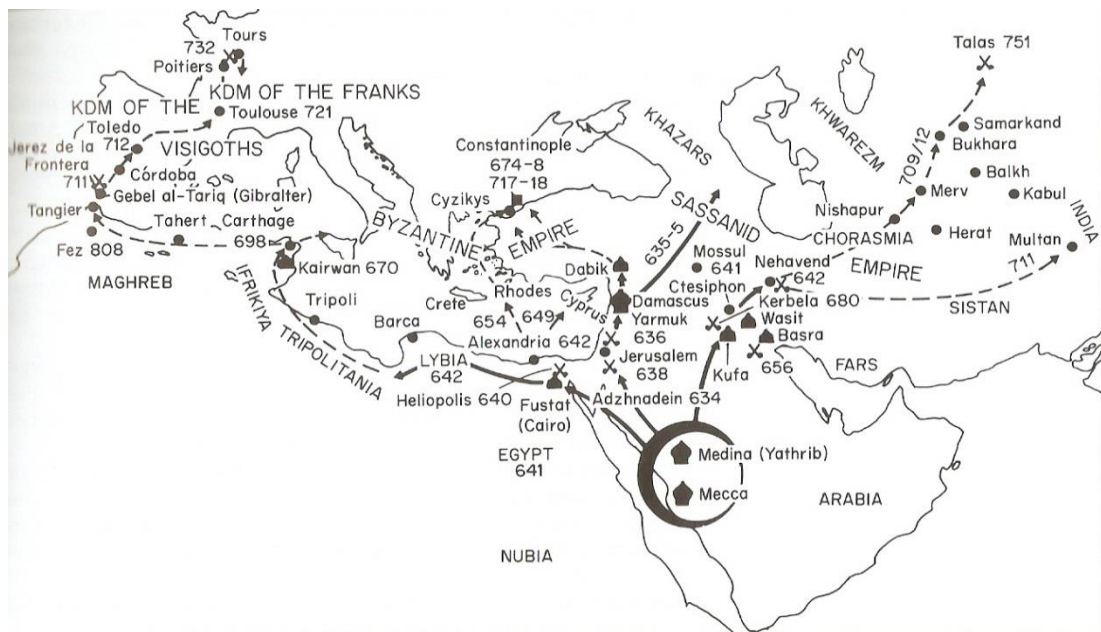 Tours
732
Poitiers
KDM OF THE
KDM OF THE FRANKS
Toulouse 721
Toledo
712
VISIGOTHS
Jerez de la
Frontera
711
Córdoba
Gebel al-Tariq (Gibralter)
Tangier
Tahert
Carthage
698
Fez 808
MAGHREB
Kairwan 670
IFRIKIYA
Tripoli
TRIPOLITANIA
Barca
LYBIA
642
Constantinople
674-8
717-18
Cyzikys
BYZANTINE
EMPIRE
Crete
Rhodes
654
649
Cyprus
Alexandria 642
Heliopolis 640
Fustat
(Cairo)
EGYPT
641
NUBIA
Dabik
Damascus
Yarmuk
636
Jerusalem
638
Adzhnadein 634
Medina (Yathrib)
Mecca
ARABIA
KHAZARS
SASSANID
635-5
Mossul
641
Ctesiphon
Nehavend
642
Kerbela 680
Wasit
Basra
Kufa
656
FARS
KHWAREZM
Talas 751
Samarkand
Bukhara
709/12
Balkh
Merv
Kabul
Nishapur
CHORASMIA
Herat
EMPIRE
Multan
711
INDIA
SISTAN